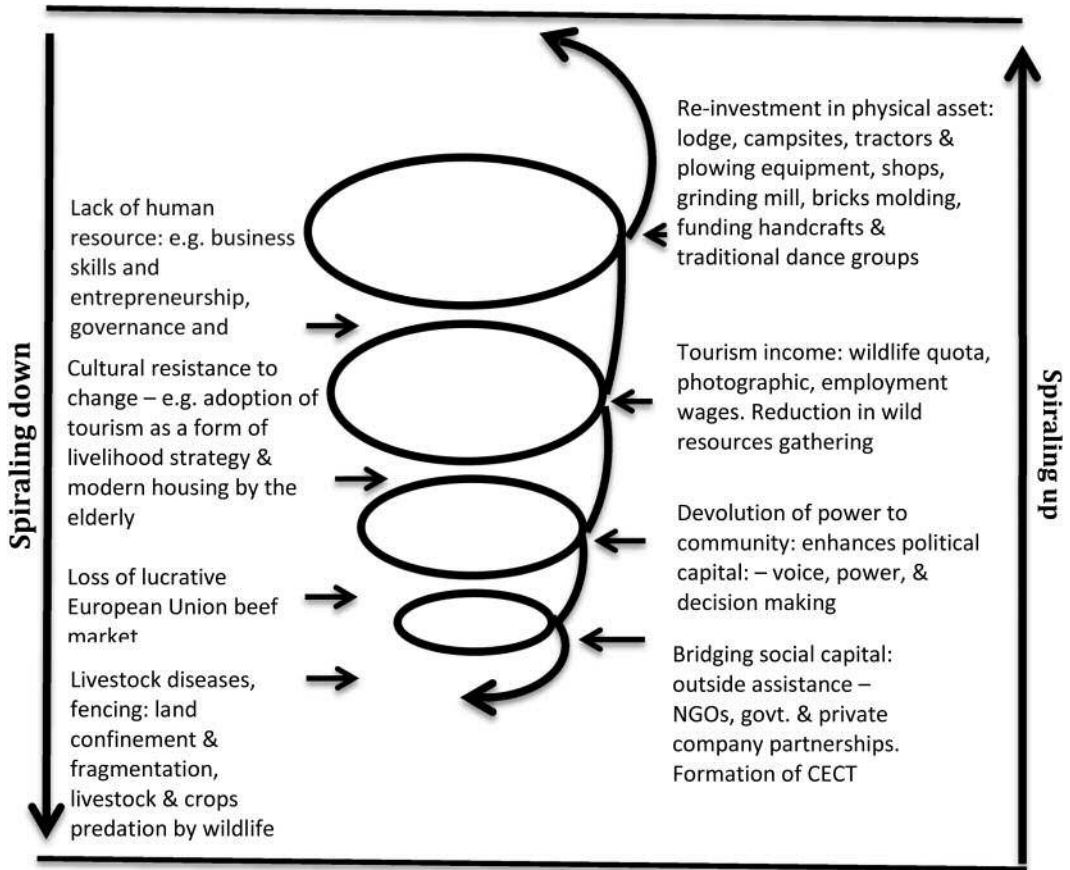 Spiraling down
Lack of human
resource: e.g. business
skills and
entrepreneurship,
governance and
Cultural resistance to
change – e.g. adoption of
tourism as a form of
livelihood strategy &
modern housing by the
elderly
Loss of lucrative
European Union beef
market
Livestock diseases,
fencing: land
confinement &
fragmentation,
livestock & crops
predation by wildlife
Re-investment in physical asset:
lodge, campsites, tractors &
plowing equipment, shops,
grinding mill, bricks molding,
funding handcrafts &
traditional dance groups
Tourism income: wildlife quota,
photographic, employment
wages. Reduction in wild
resources gathering
Devolution of power to
community: enhances political
capital: – voice, power, &
decision making
Bridging social capital:
outside assistance –
NGOs, govt. & private
company partnerships.
Formation of CECT
Spiraling up